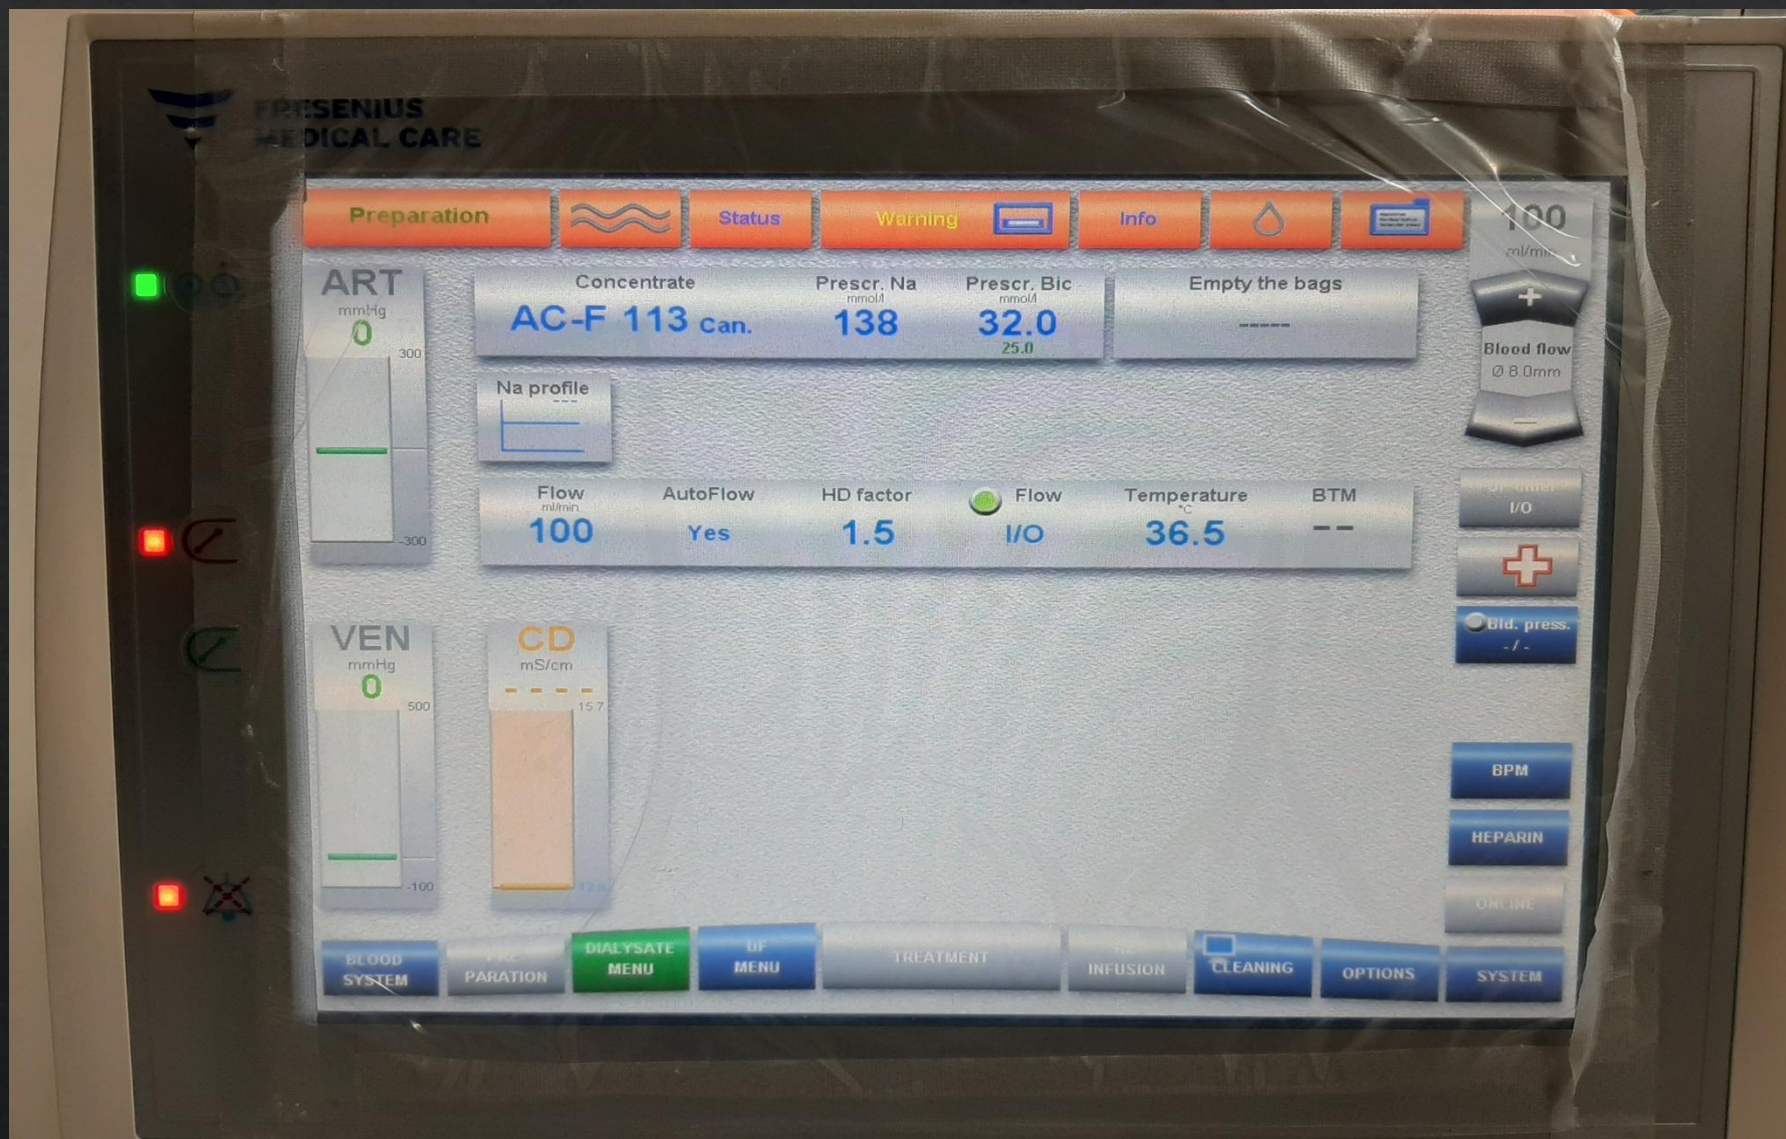 FRESENIUS
MEDICAL CARE
Preparation
Status
Warning
Info
100
ml/min
ART
mmHg
0
300
-300
Concentrate
AC-F 113 Can.
Prescr. Na
mmol/l
138
Prescr. Bic
mmol/l
32.0
25.0
Empty the bags
-----
+
Blood flow
Ø 8.0mm
–
Na profile
---
Flow
ml/min
100
AutoFlow
Yes
HD factor
1.5
Flow
I/O
Temperature
°C
36.5
BTM
--
I/O
Bld. press.
-/-
VEN
mmHg
0
500
-100
CD
mS/cm
----
15.7
12.8
BPM
HEPARIN
ONLINE
BLOOD
SYSTEM
PRE-
PARATION
DIALYSATE
MENU
UF
MENU
TREATMENT
INFUSION
CLEANING
OPTIONS
SYSTEM